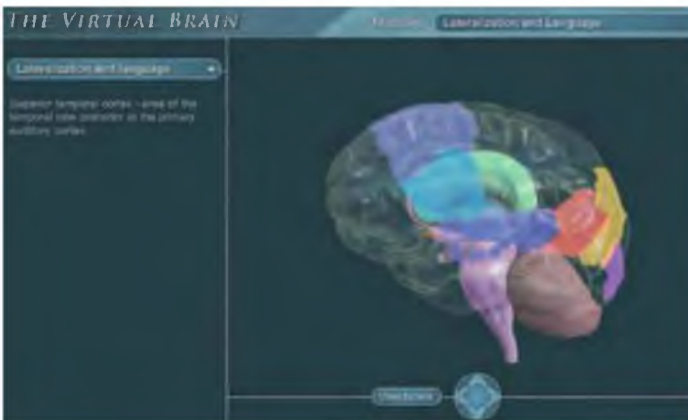 THE VIRTUAL BRAIN
Modules: Lateralization and Language
Lateralization and language
Superior temporal cortex - area of the
temporal lobe posterior to the primary
auditory cortex